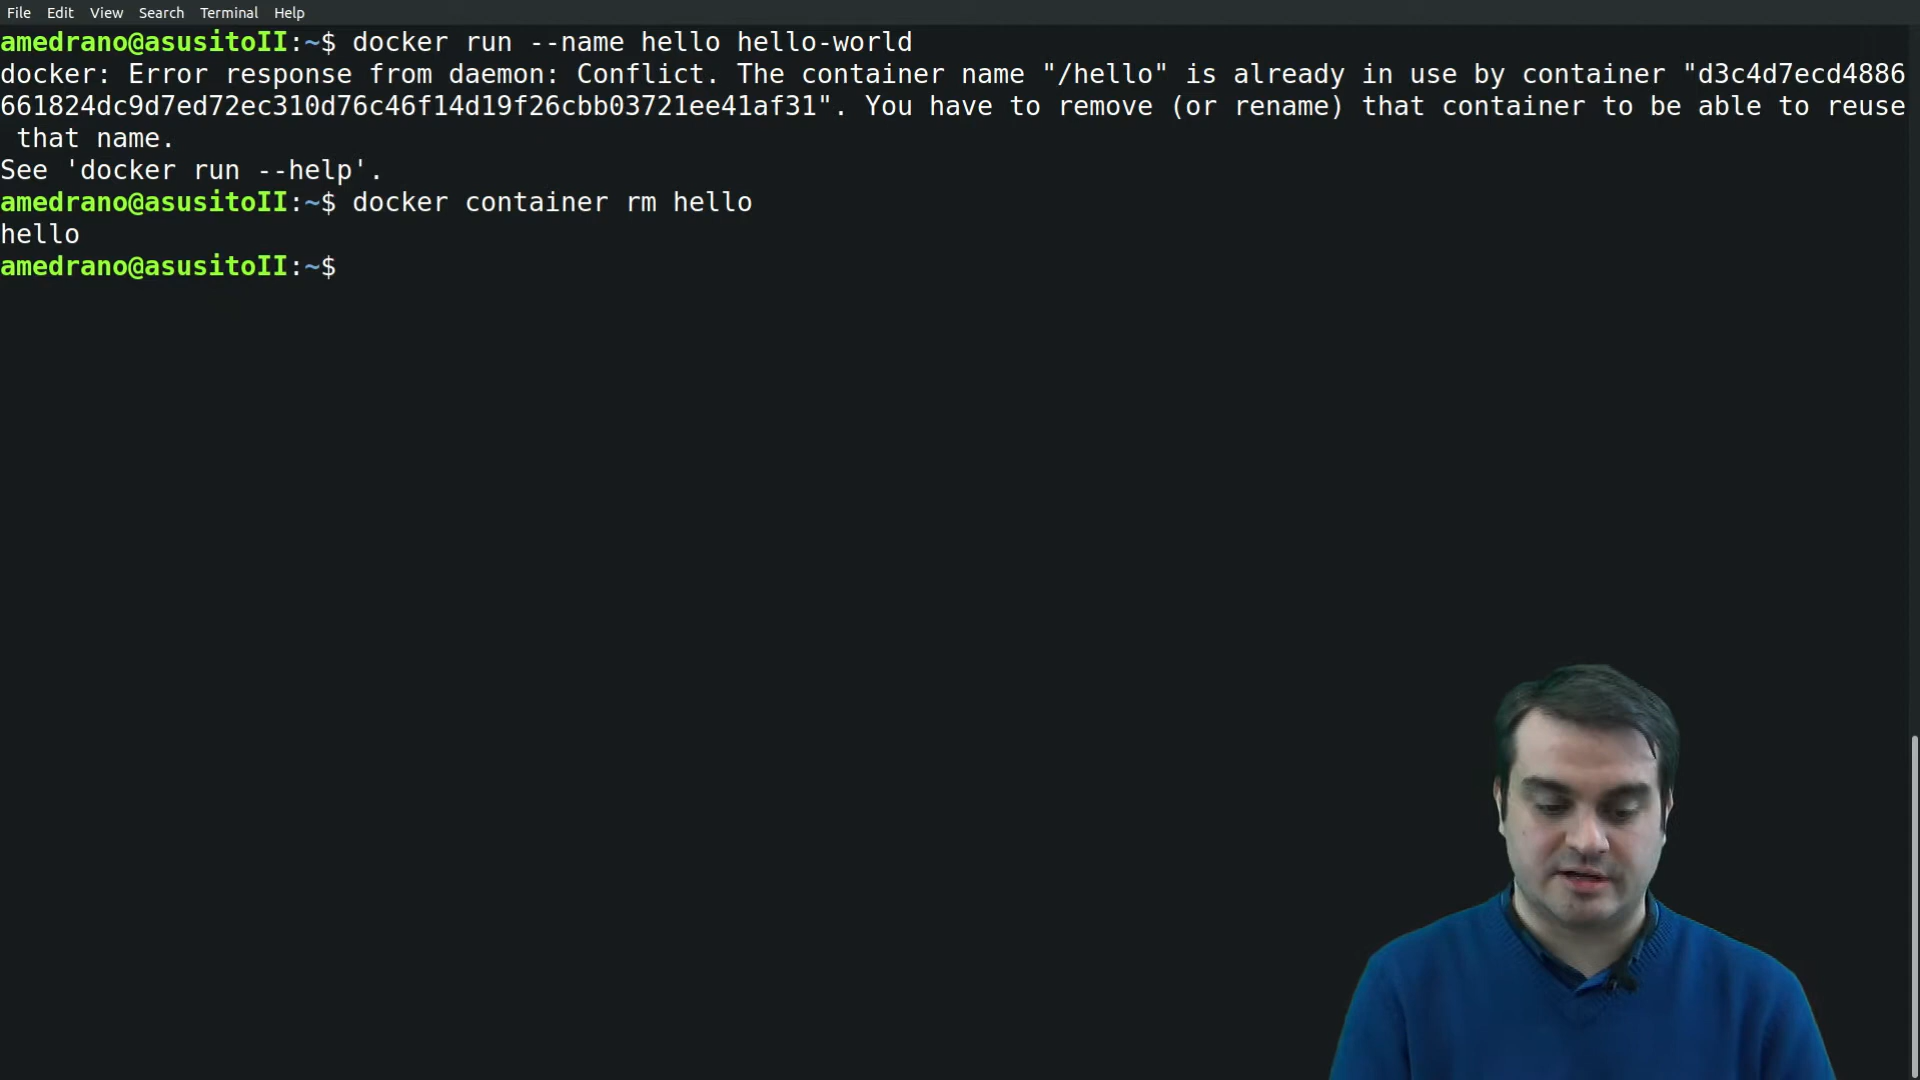 File Edit View Search Terminal Help
amedrano@asusitoII:~$ docker run --name hello hello-world
docker: Error response from daemon: Conflict. The container name "/hello" is already in use by container "d3c4d7ecd4886
661824dc9d7ed72ec310d76c46f14d19f26cbb03721ee41af31". You have to remove (or rename) that container to be able to reuse
 that name.
See 'docker run --help'.
amedrano@asusitoII:~$ docker container rm hello
hello
amedrano@asusitoII:~$